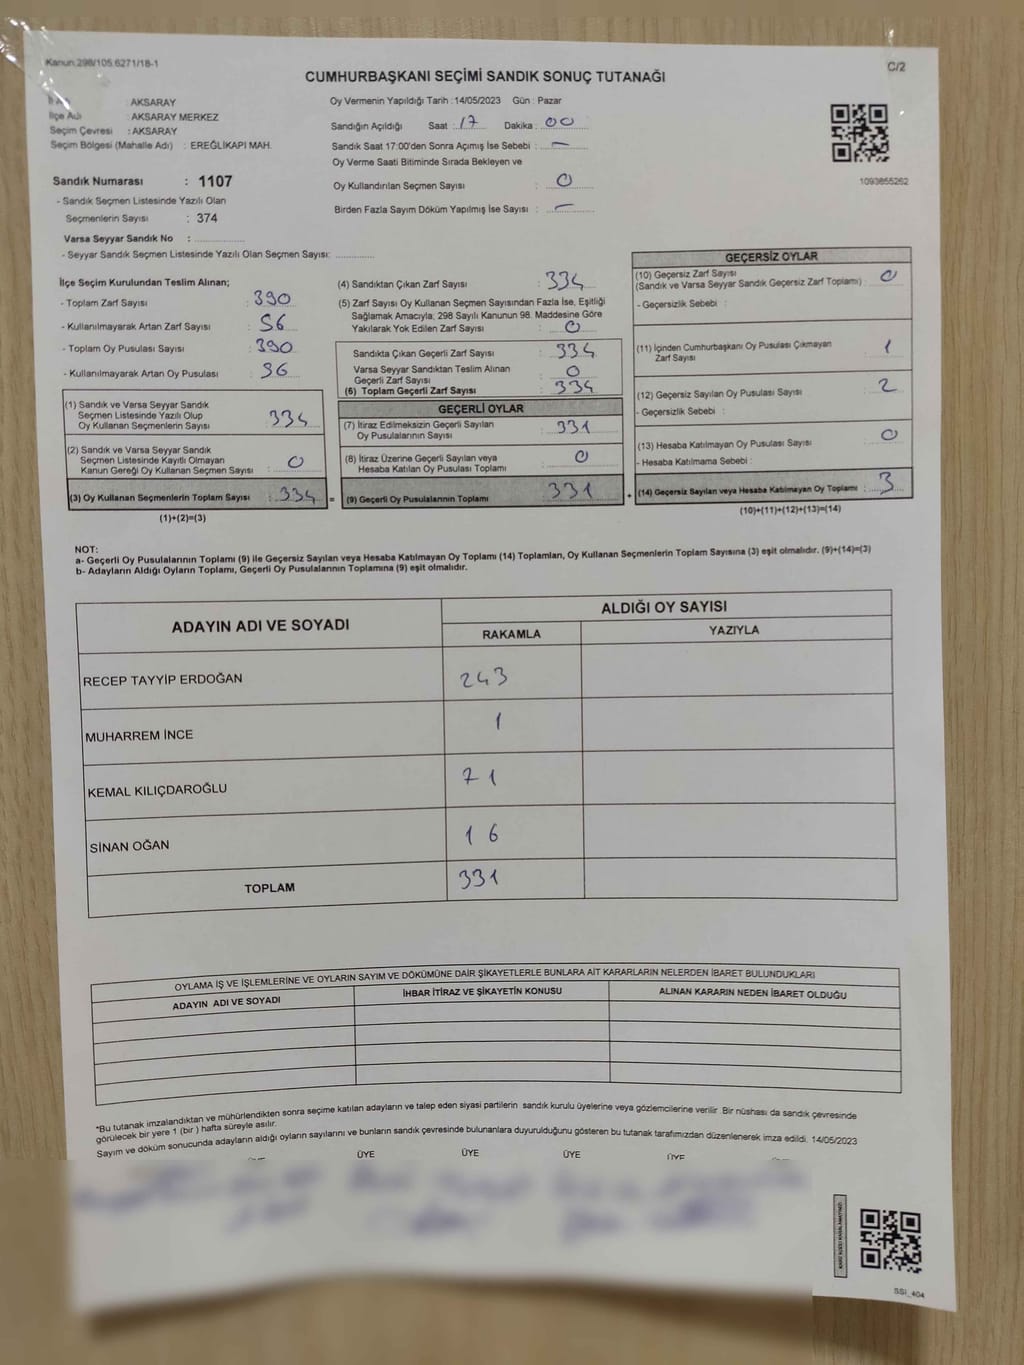 Kanun.298/105.6271/18-1
C/2
CUMHURBAŞKANI SEÇİMİ SANDIK SONUÇ TUTANAĞI
: AKSARAY
İlçe Adı : AKSARAY MERKEZ
Seçim Çevresi : AKSARAY
Seçim Bölgesi (Mahalle Adı) : EREĞLİKAPI MAH.
Oy Vermenin Yapıldığı Tarih : 14/05/2023 Gün : Pazar
Sandığın Açıldığı Saat : 17 Dakika : 00
Sandık Saat 17:00'den Sonra Açımış İse Sebebi : —
Oy Verme Saati Bitiminde Sırada Bekleyen ve
Oy Kullandırılan Seçmen Sayısı : 0
Birden Fazla Sayım Döküm Yapılmış İse Sayısı : —
1093855262
Sandık Numarası : 1107
- Sandık Seçmen Listesinde Yazılı Olan
Seçmenlerin Sayısı : 374
Varsa Seyyar Sandık No :
- Seyyar Sandık Seçmen Listesinde Yazılı Olan Seçmen Sayısı:
İlçe Seçim Kurulundan Teslim Alınan;
- Toplam Zarf Sayısı : 390
- Kullanılmayarak Artan Zarf Sayısı : 56
- Toplam Oy Pusulası Sayısı : 390
- Kullanılmayarak Artan Oy Pusulası : 56
(1) Sandık ve Varsa Seyyar Sandık
Seçmen Listesinde Yazılı Olup
Oy Kullanan Seçmenlerin Sayısı : 334
(2) Sandık ve Varsa Seyyar Sandık
Seçmen Listesinde Kayıtlı Olmayan
Kanun Gereği Oy Kullanan Seçmen Sayısı : 0
(3) Oy Kullanan Seçmenlerin Toplam Sayısı : 334 =
(1)+(2)=(3)
(4) Sandıktan Çıkan Zarf Sayısı : 334
(5) Zarf Sayısı Oy Kullanan Seçmen Sayısından Fazla İse, Eşitliği
Sağlamak Amacıyla, 298 Sayılı Kanunun 98. Maddesine Göre
Yakılarak Yok Edilen Zarf Sayısı : 0
Sandıkta Çıkan Geçerli Zarf Sayısı : 334
Varsa Seyyar Sandıktan Teslim Alınan
Geçerli Zarf Sayısı : 0
(6) Toplam Geçerli Zarf Sayısı : 334
GEÇERLİ OYLAR
(7) İtiraz Edilmeksizin Geçerli Sayılan
Oy Pusulalarının Sayısı : 331
(8) İtiraz Üzerine Geçerli Sayılan veya
Hesaba Katılan Oy Pusulası Toplamı : 0
(9) Geçerli Oy Pusulalarının Toplamı : 331 +
GEÇERSİZ OYLAR
(10) Geçersiz Zarf Sayısı
(Sandık ve Varsa Seyyar Sandık Geçersiz Zarf Toplamı) : 0
- Geçersizlik Sebebi :
(11) İçinden Cumhurbaşkanı Oy Pusulası Çıkmayan
Zarf Sayısı : 1
(12) Geçersiz Sayılan Oy Pusulası Sayısı : 2
- Geçersizlik Sebebi :
(13) Hesaba Katılmayan Oy Pusulası Sayısı : 0
- Hesaba Katılmama Sebebi :
(14) Geçersiz Sayılan veya Hesaba Katılmayan Oy Toplamı : 3
(10)+(11)+(12)+(13)=(14)
NOT:
a- Geçerli Oy Pusulalarının Toplamı (9) ile Geçersiz Sayılan veya Hesaba Katılmayan Oy Toplamı (14) Toplamları, Oy Kullanan Seçmenlerin Toplam Sayısına (3) eşit olmalıdır. (9)+(14)=(3)
b- Adayların Aldığı Oyların Toplamı, Geçerli Oy Pusulalarının Toplamına (9) eşit olmalıdır.
ADAYIN ADI VE SOYADI
ALDIĞI OY SAYISI
RAKAMLA YAZIYLA
RECEP TAYYİP ERDOĞAN 243
MUHARREM İNCE 1
KEMAL KILIÇDAROĞLU 71
SİNAN OĞAN 16
TOPLAM 331
OYLAMA İŞ VE İŞLEMLERİNE VE OYLARIN SAYIM VE DÖKÜMÜNE DAİR ŞİKAYETLERLE BUNLARA AİT KARARLARIN NELERDEN İBARET BULUNDUKLARI
ADAYIN ADI VE SOYADI İHBAR İTİRAZ VE ŞİKAYETİN KONUSU ALINAN KARARIN NEDEN İBARET OLDUĞU
*Bu tutanak imzalandıktan ve mühürlendikten sonra seçime katılan adayların ve talep eden siyasi partilerin sandık kurulu üyelerine veya gözlemcilerine verilir. Bir nüshası da sandık çevresinde
görülecek bir yere 1 (bir ) hafta süreyle asılır.
Sayım ve döküm sonucunda adayların aldığı oyların sayılarını ve bunların sandık çevresinde bulunanlara duyurulduğunu gösteren bu tutanak tarafımızdan düzenlenerek imza edildi. 14/05/2023
ÜYE ÜYE ÜYE ÜYE ÜYE
SSI_404